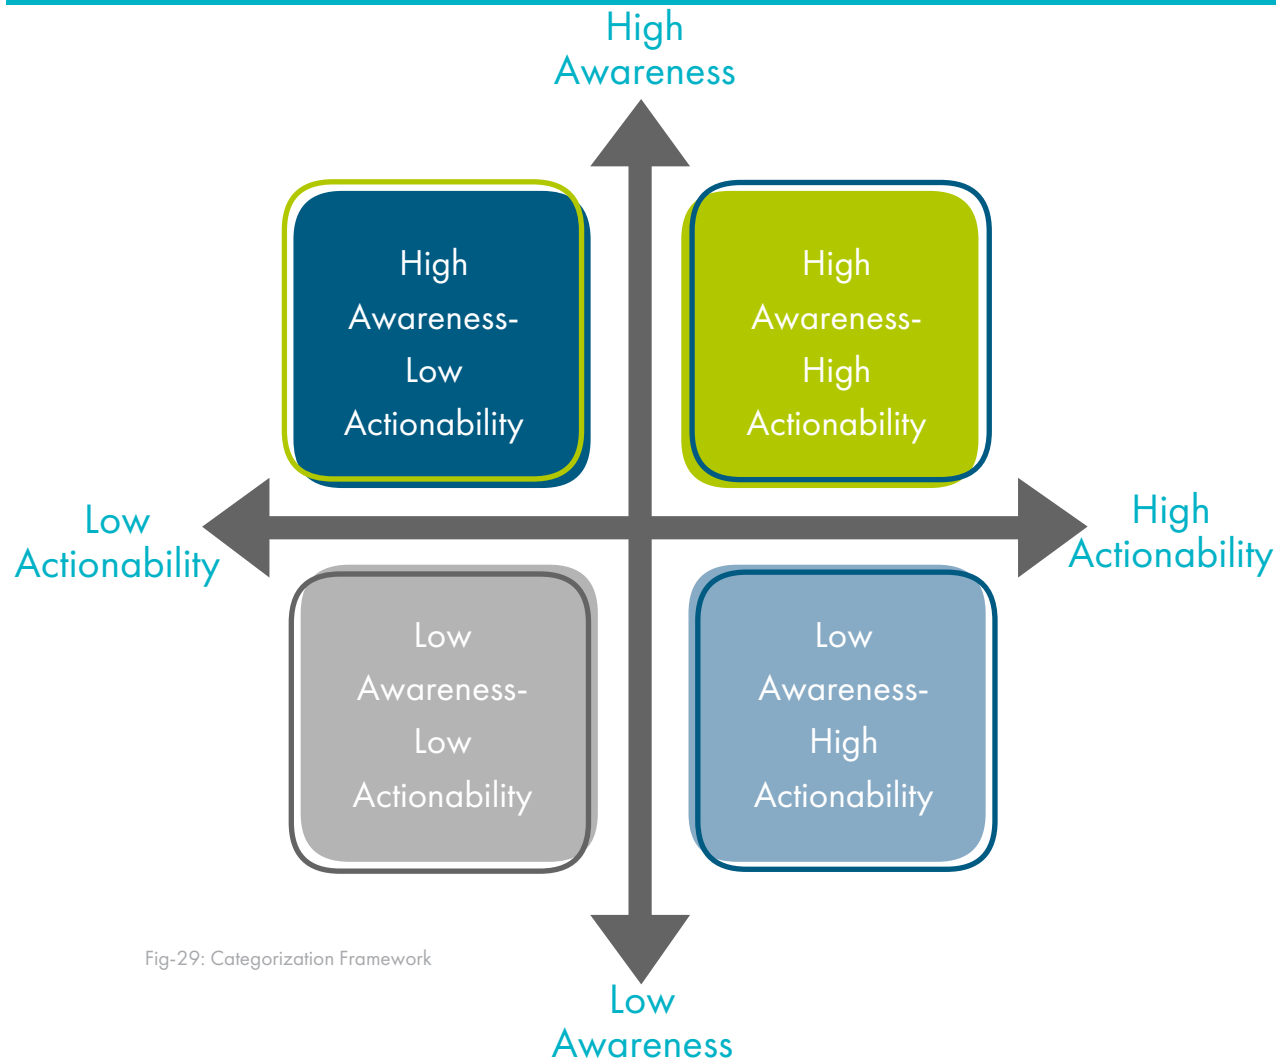 High
Awareness
High
Awareness-
Low
Actionability
High
Awareness-
High
Actionability
Low
Actionability
High
Actionability
Low
Awareness-
Low
Actionability
Low
Awareness-
High
Actionability
Fig-29: Categorization Framework
Low
Awareness